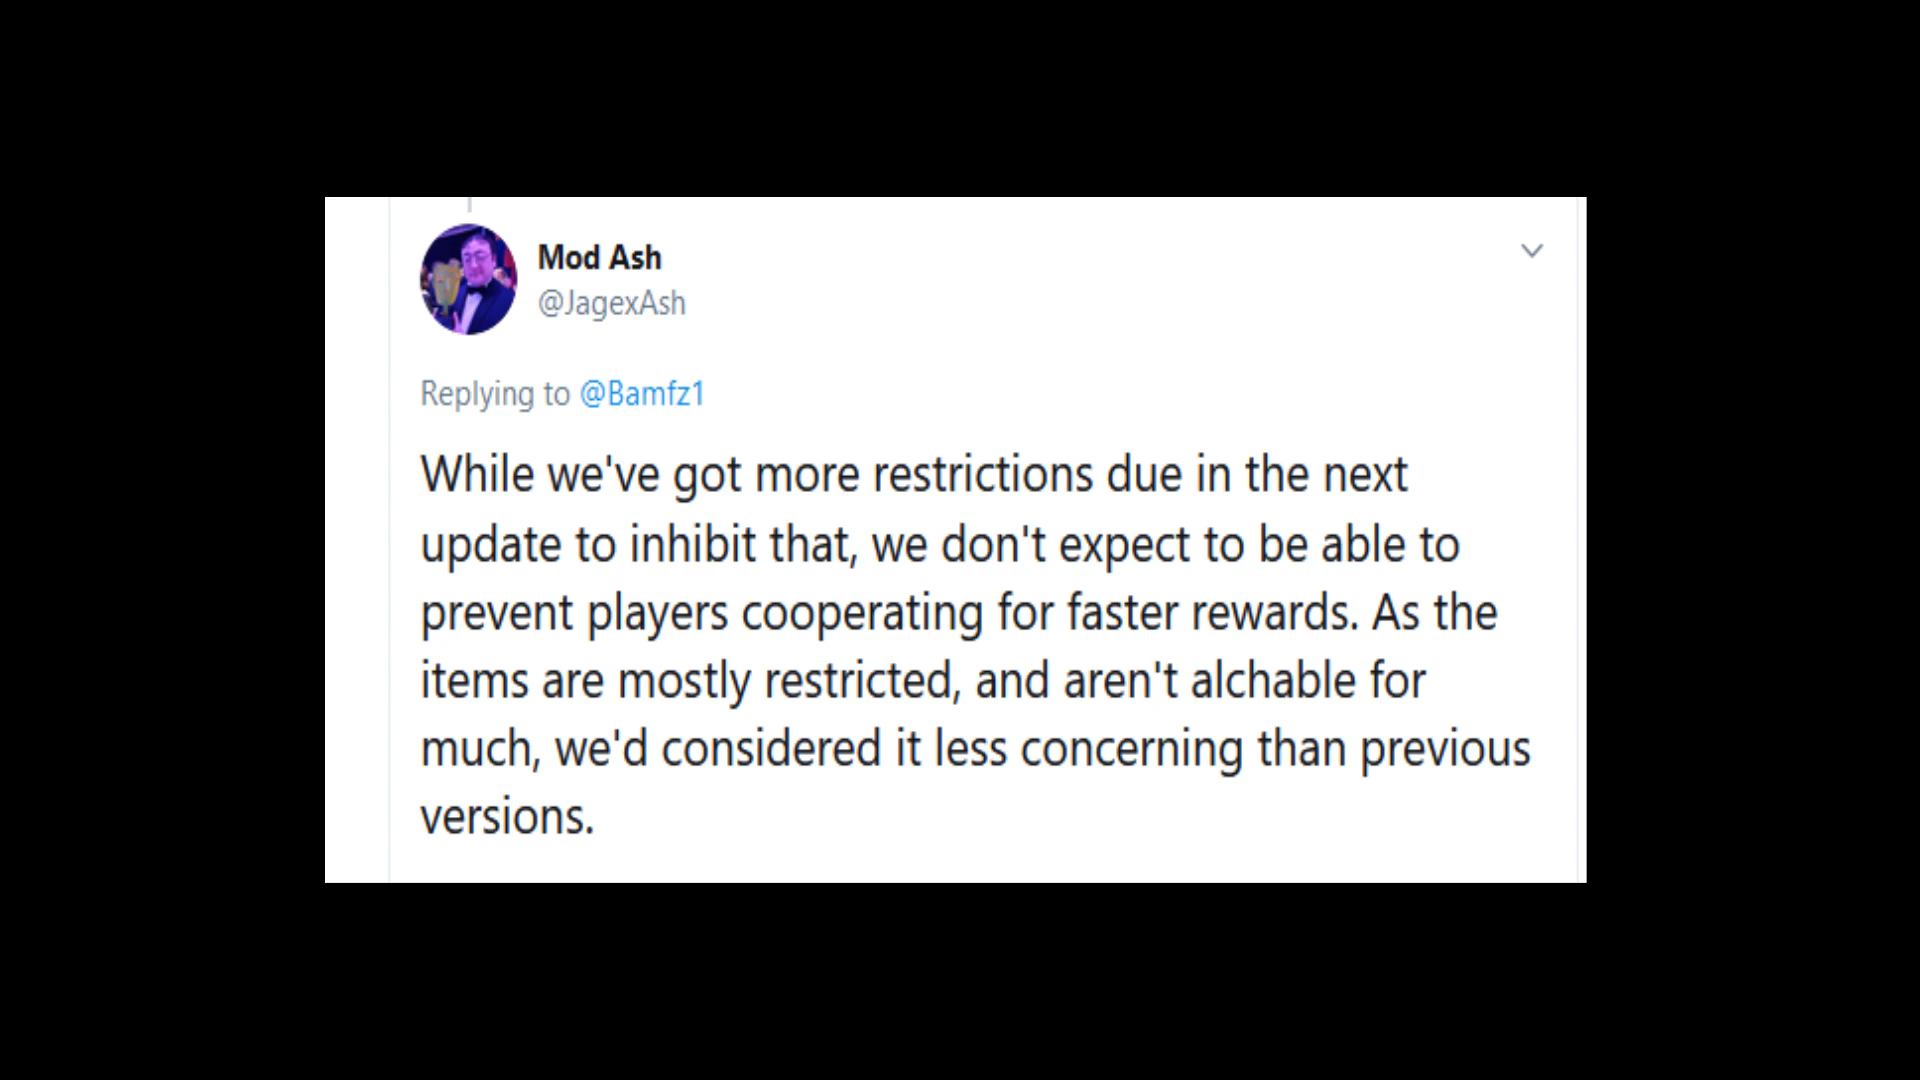 Mod Ash
@JagexAsh
Replying to @Bamfz1
While we've got more restrictions due in the next
update to inhibit that, we don't expect to be able to
prevent players cooperating for faster rewards. As the
items are mostly restricted, and aren't alchable for
much, we'd considered it less concerning than previous
versions.